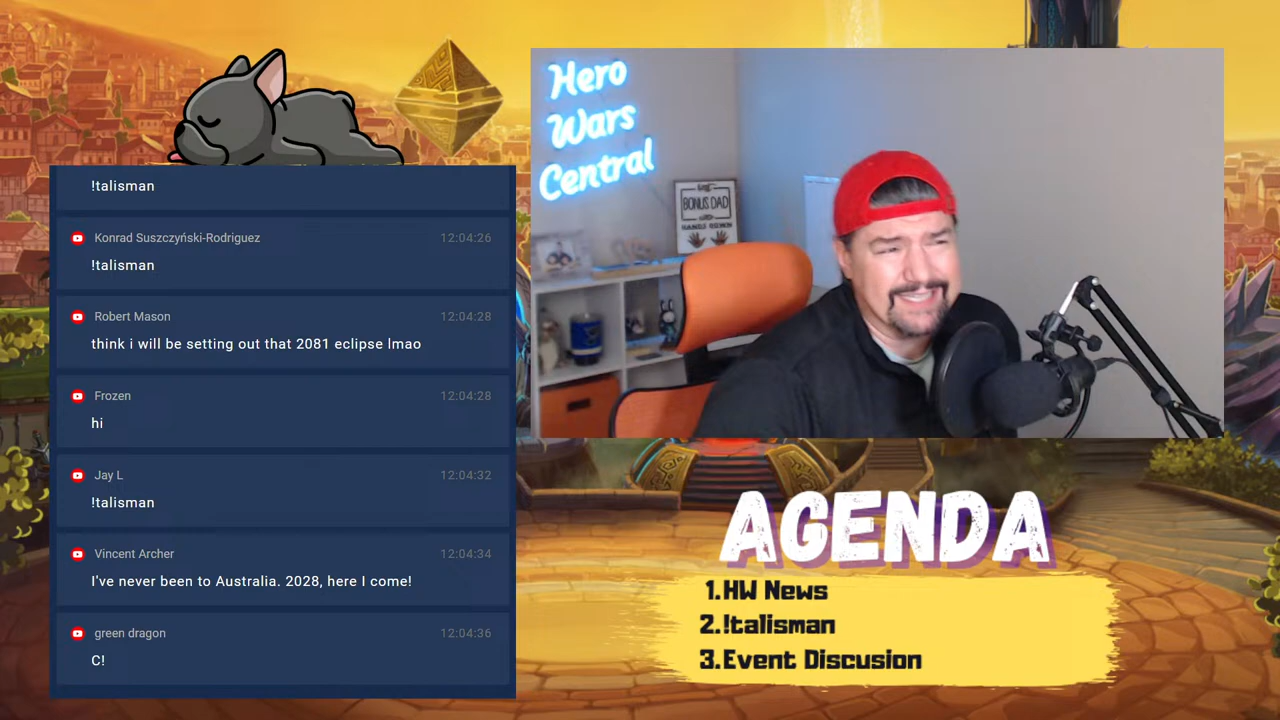 !talisman
Konrad Suszczyński-Rodriguez 12:04:26
!talisman
Robert Mason 12:04:28
think i will be setting out that 2081 eclipse lmao
Frozen 12:04:28
hi
Jay L 12:04:32
!talisman
Vincent Archer 12:04:34
I've never been to Australia. 2028, here I come!
green dragon 12:04:36
C!
Hero
Wars
Central
BONUS DAD
HANDS DOWN
AGENDA
1.HW News
2.!talisman
3.Event Discusion